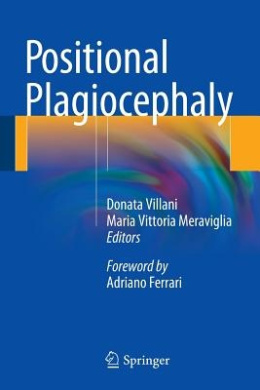 Positional
Plagiocephaly
Donata Villani
Maria Vittoria Meraviglia
Editors
Foreword by
Adriano Ferrari
Springer